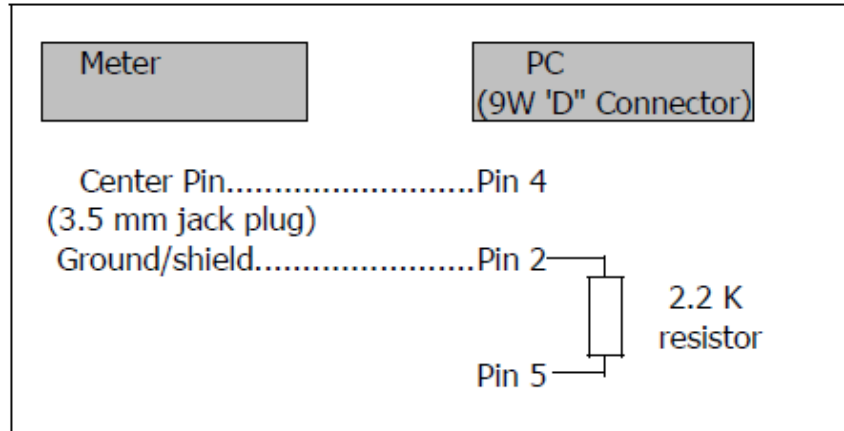 Meter
PC
(9W 'D" Connector)
Center Pin..........................Pin 4
(3.5 mm jack plug)
Ground/shield.......................Pin 2
2.2 K
resistor
Pin 5